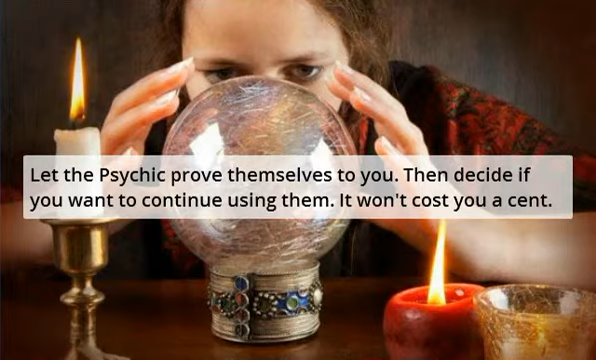 Let the Psychic prove themselves to you. Then decide if
you want to continue using them. It won't cost you a cent.